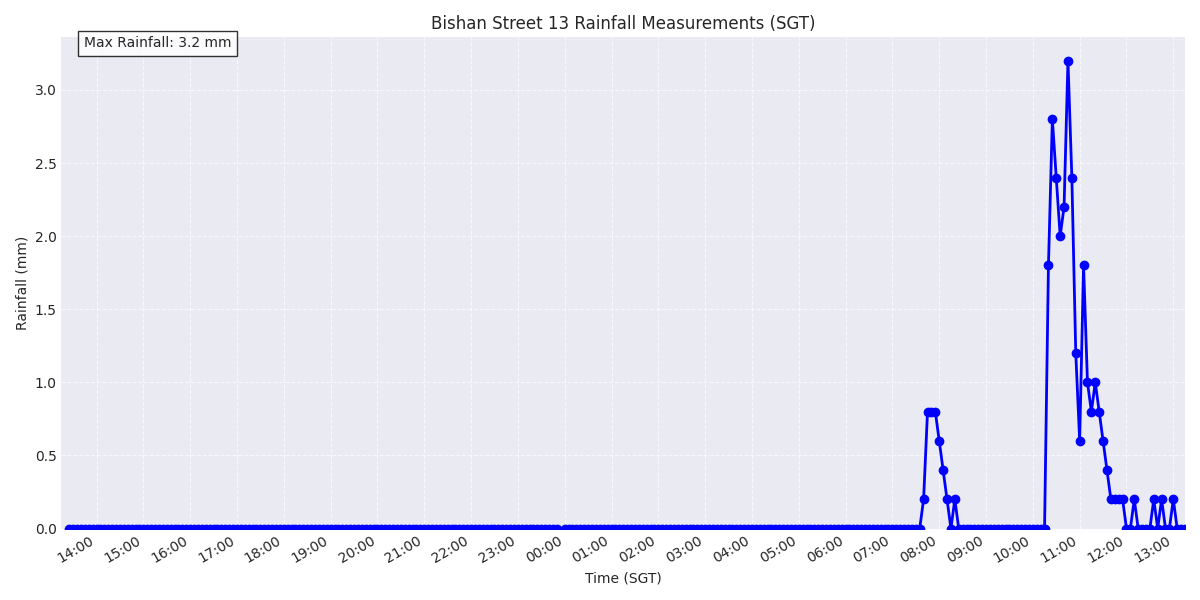 Bishan Street 13 Rainfall Measurements (SGT)
Max Rainfall: 3.2 mm
Rainfall (mm)
3.0
2.5
2.0
1.5
1.0
0.5
0.0
14:00 15:00 16:00 17:00 18:00 19:00 20:00 21:00 22:00 23:00 00:00 01:00 02:00 03:00 04:00 05:00 06:00 07:00 08:00 09:00 10:00 11:00 12:00 13:00
Time (SGT)